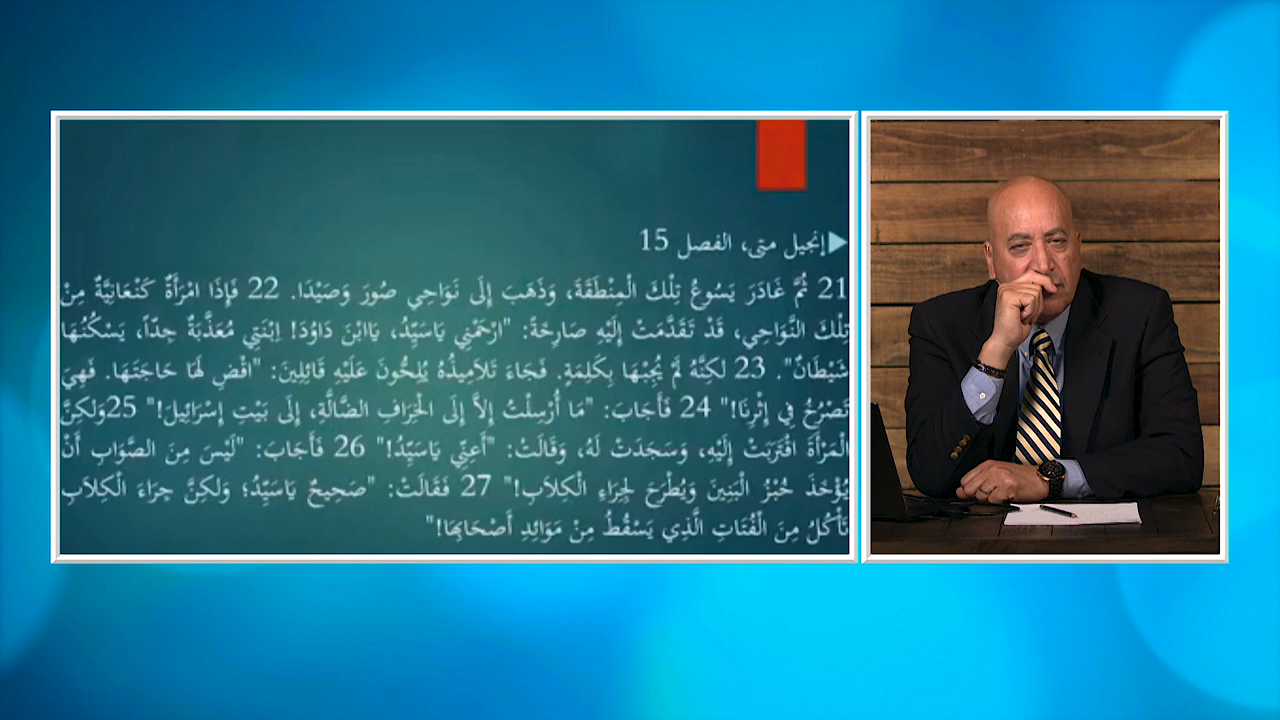 إنجيل متى، الفصل 15
21 ثُمَّ غَادَرَ يَسُوعُ تِلْكَ الْمِنْطَقَةَ، وَذَهَبَ إِلَى نَوَاحِي صُورَ وَصَيْدَا. 22 فَإِذَا امْرَأَةٌ كَنْعَانِيَّةٌ مِنْ
تِلْكَ النَّوَاحِي، قَدْ تَقَدَّمَتْ إِلَيْهِ صَارِخَةً: "ارْحَمْنِي يَاسَيِّدُ، يَاابْنَ دَاوُدَ! اِبْنَتِي مُعَذَّبَةٌ جِدّاً، يَسْكُنُهَا
شَيْطَانٌ". 23 لكِنَّهُ لَمْ يُجِبْهَا بِكَلِمَةٍ. فَجَاءَ تَلاَمِيذُهُ يُلِحُّونَ عَلَيْهِ قَائِلِينَ: "اقْضِ لَهَا حَاجَتَهَا. فَهِيَ
تَصْرُخُ فِي إِثْرِنَا!" 24 فَأَجَابَ: "مَا أُرْسِلْتُ إِلاَّ إِلَى الْخِرَافِ الضَّالَّةِ، إِلَى بَيْتِ إِسْرَائِيلَ!" 25وَلكِنَّ
الْمَرْأَةَ اقْتَرَبَتْ إِلَيْهِ، وَسَجَدَتْ لَهُ، وَقَالَتْ: "أَعِنِّي يَاسَيِّدُ!" 26 فَأَجَابَ: "لَيْسَ مِنَ الصَّوَابِ أَنْ
يُؤْخَذَ خُبْزُ الْبَنِينَ وَيُطْرَحَ لِجِرَاءِ الْكِلاَبِ!" 27 فَقَالَتْ: "صَحِيحٌ يَاسَيِّدُ؛ وَلكِنَّ جِرَاءَ الْكِلاَبِ
تَأْكُلُ مِنَ الْفُتَاتِ الَّذِي يَسْقُطُ مِنْ مَوَائِدِ أَصْحَابِهَا!"